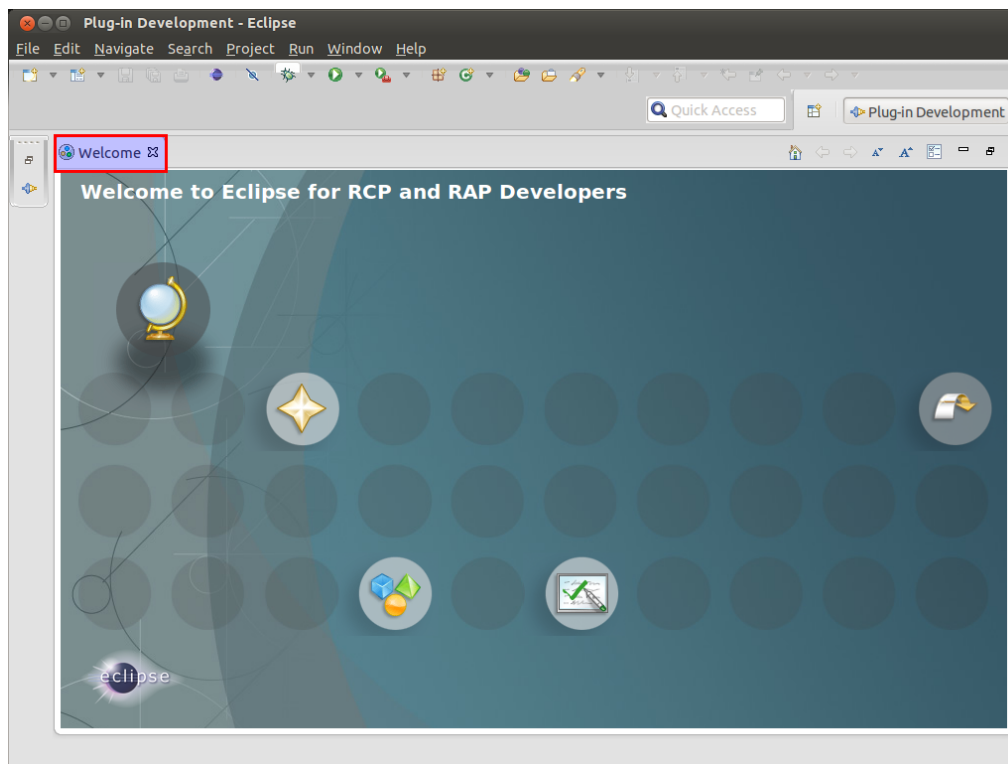 Plug-in Development - Eclipse
File Edit Navigate Search Project Run Window Help
Quick Access
Plug-in Development
Welcome
Welcome to Eclipse for RCP and RAP Developers
eclipse